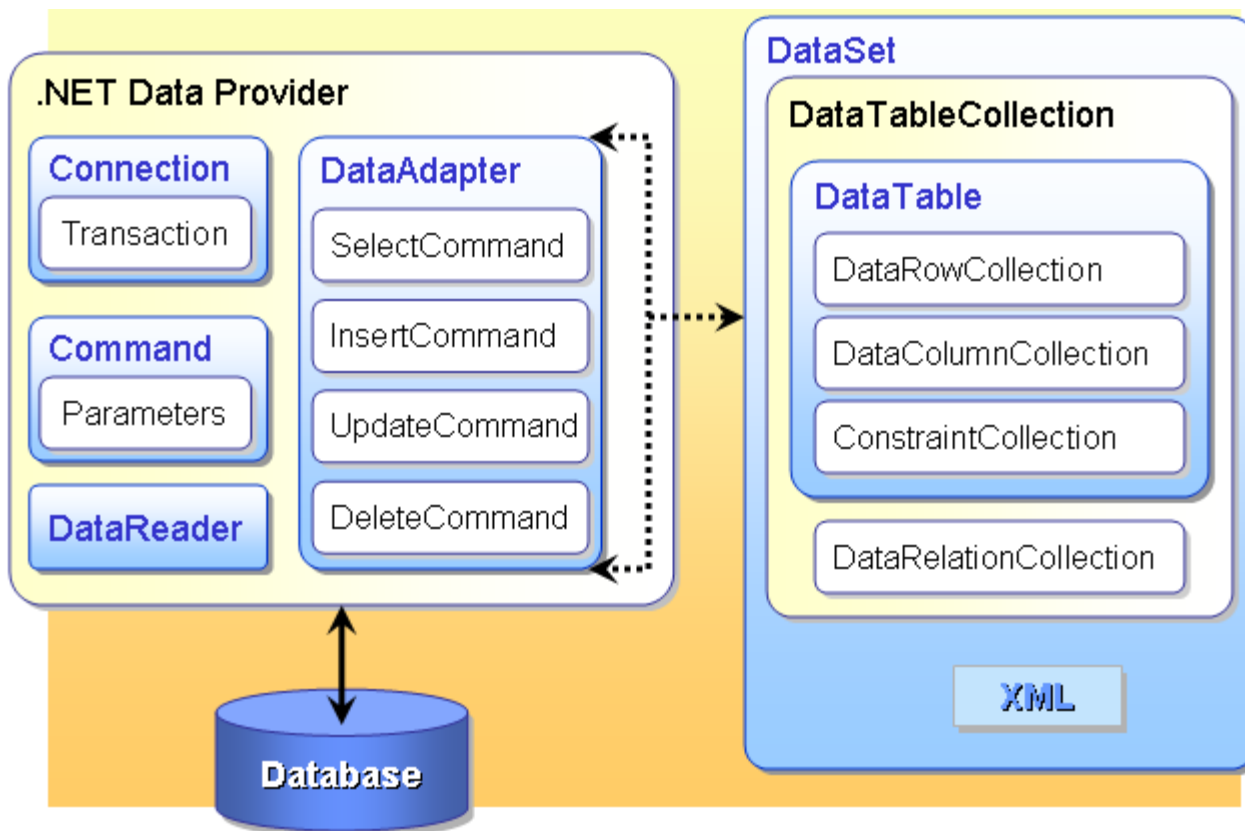 .NET Data Provider
Connection
Transaction
Command
Parameters
DataReader
DataAdapter
SelectCommand
InsertCommand
UpdateCommand
DeleteCommand
Database
DataSet
DataTableCollection
DataTable
DataRowCollection
DataColumnCollection
ConstraintCollection
DataRelationCollection
XML